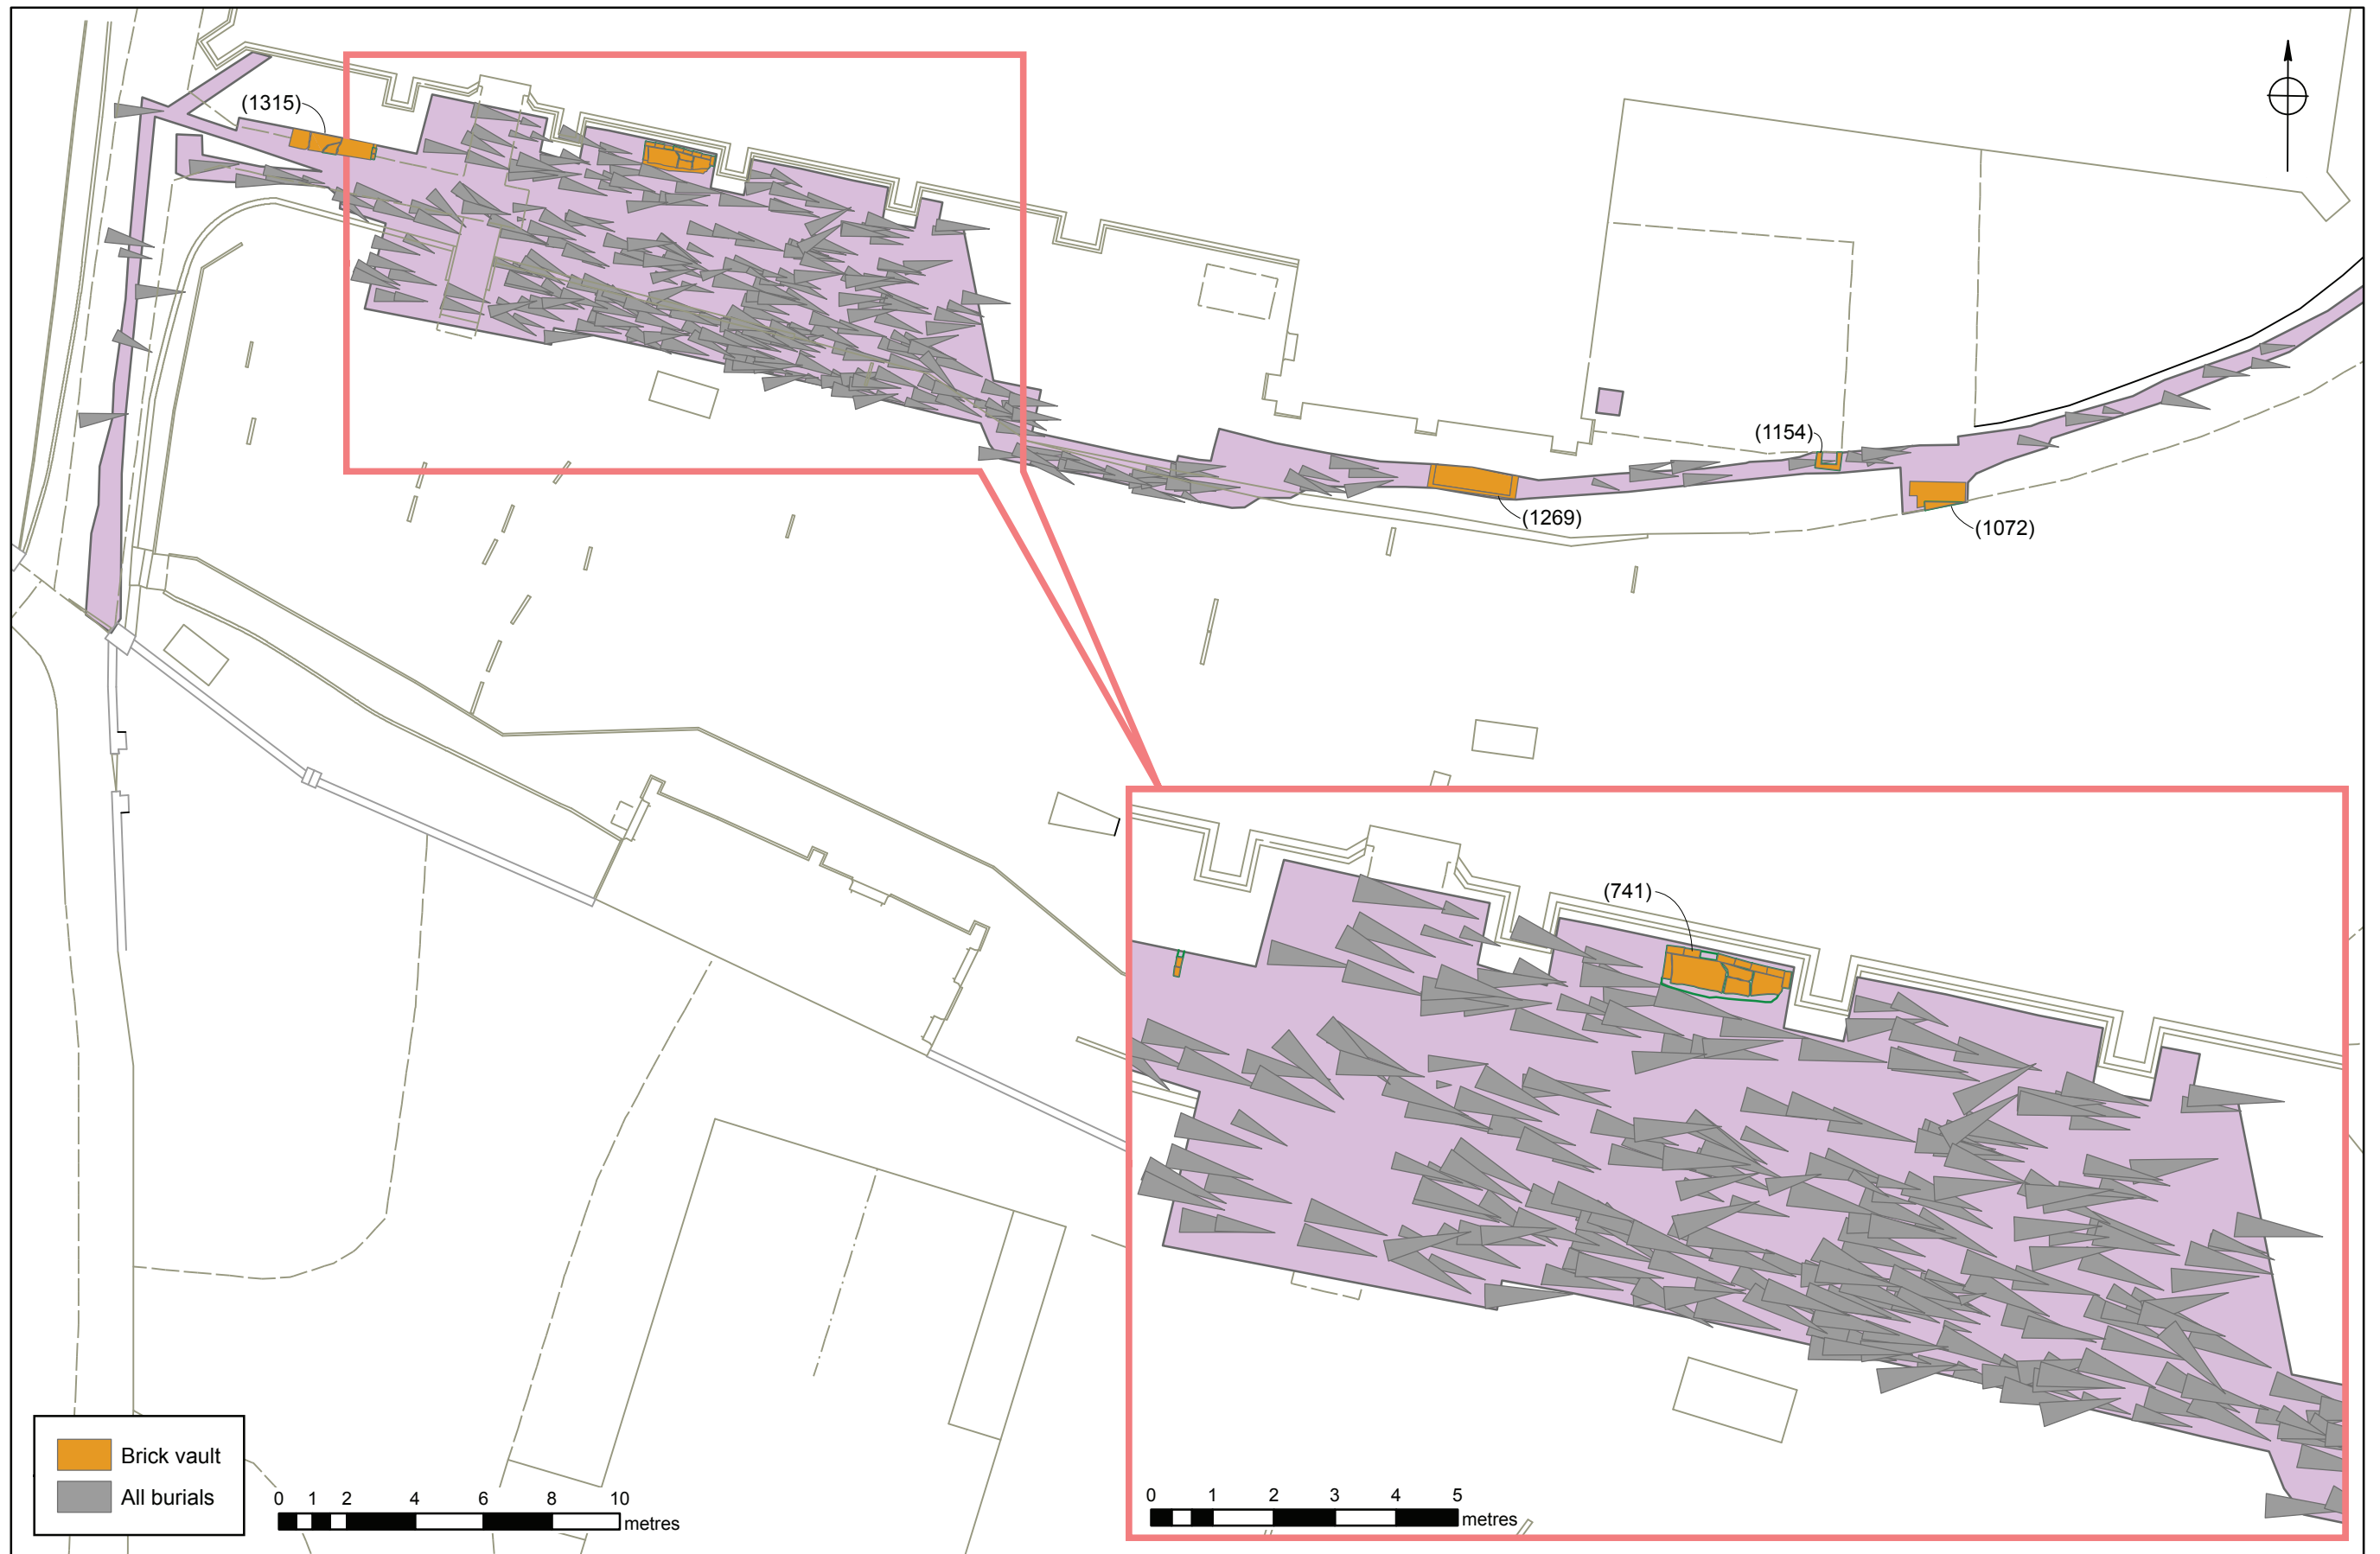 (1315)
(1154)
(1269)
(1072)
(741)
Brick vault
All burials
0 1 2 4 6 8 10
metres
0 1 2 3 4 5
metres